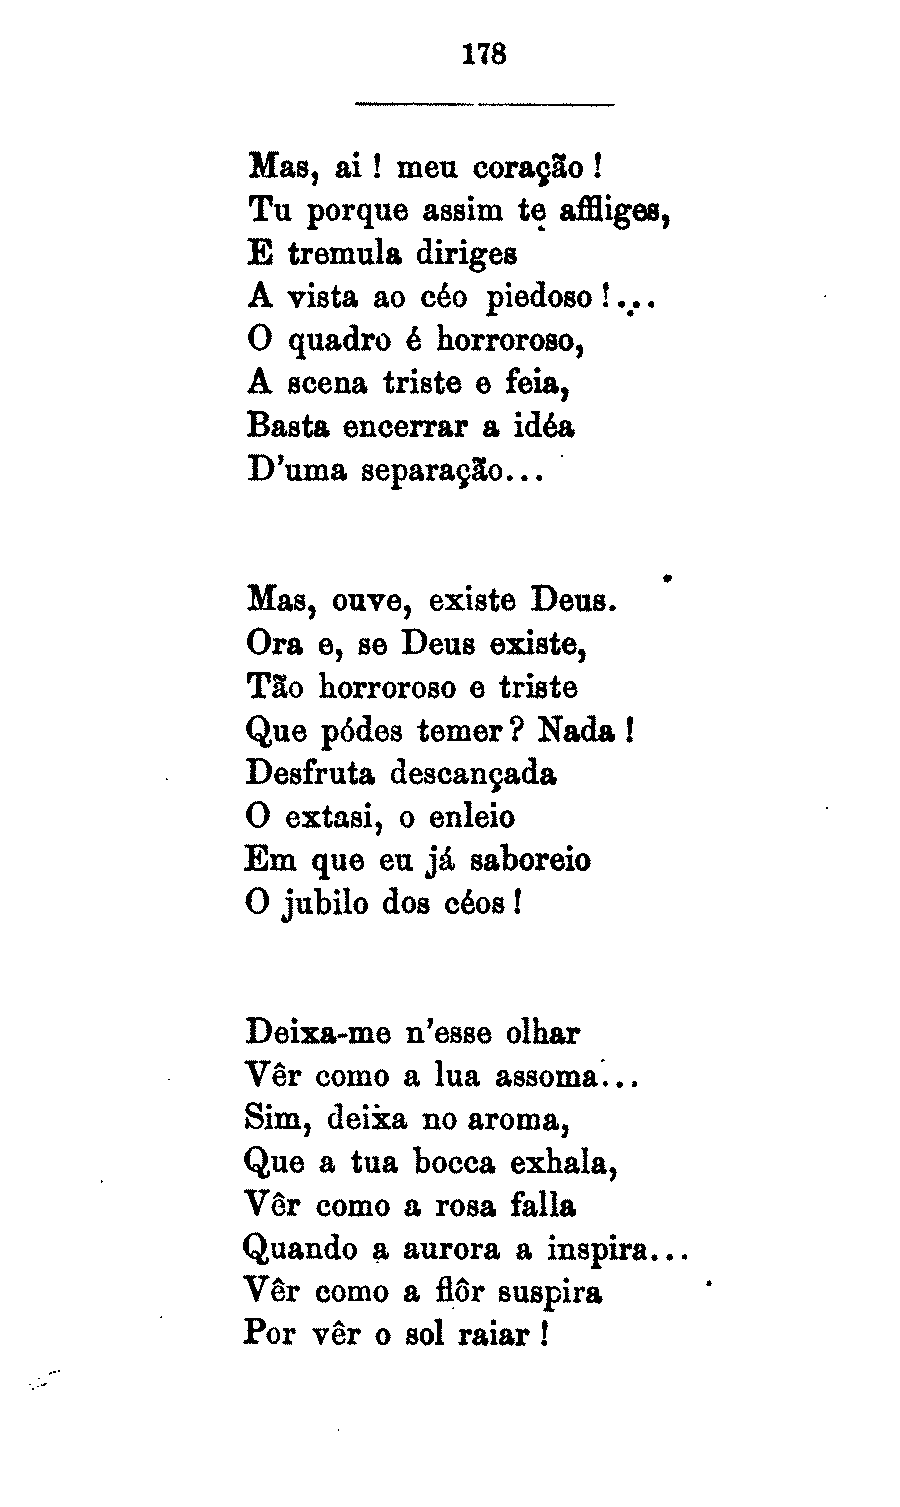 178
Mas, ai ! meu coração !
Tu porque assim te affliges,
E tremula diriges
A vista ao céo piedoso !...
O quadro é horroroso,
A scena triste e feia,
Basta encerrar a idéa
D'uma separação...
Mas, ouve, existe Deus.
Ora e, se Deus existe,
Tão horroroso e triste
Que pódes temer? Nada !
Desfruta descançada
O extasi, o enleio
Em que eu já saboreio
O jubilo dos céos !
Deixa-me n'esse olhar
Vêr como a lua assoma...
Sim, deixa no aroma,
Que a tua bocca exhala,
Vêr como a rosa falla
Quando a aurora a inspira...
Vêr como a flôr suspira
Por vêr o sol raiar !